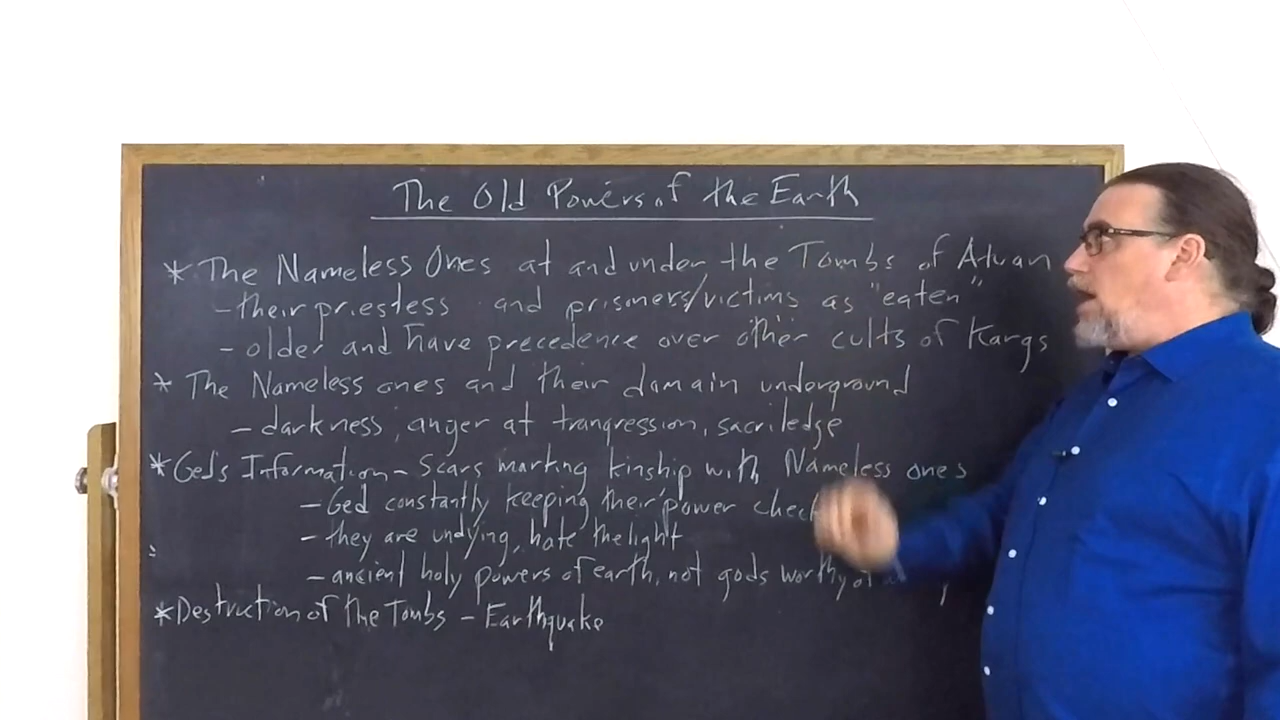 The Old Powers of the Earth
* The Nameless Ones at and under the Tombs of Atuan
- their priestess and prisoners/victims as "eaten"
- older and have precedence over other cults of Kargs
* The Nameless ones and their domain underground
- darkness, anger at trangression, sacriledge
* Ged's Information - Scars marking kinship with Nameless ones
- Ged constantly keeping their power
- they are undying, hate the light
- ancient holy powers of earth, not gods worthy of
* Destruction of the Tombs - Earthquake